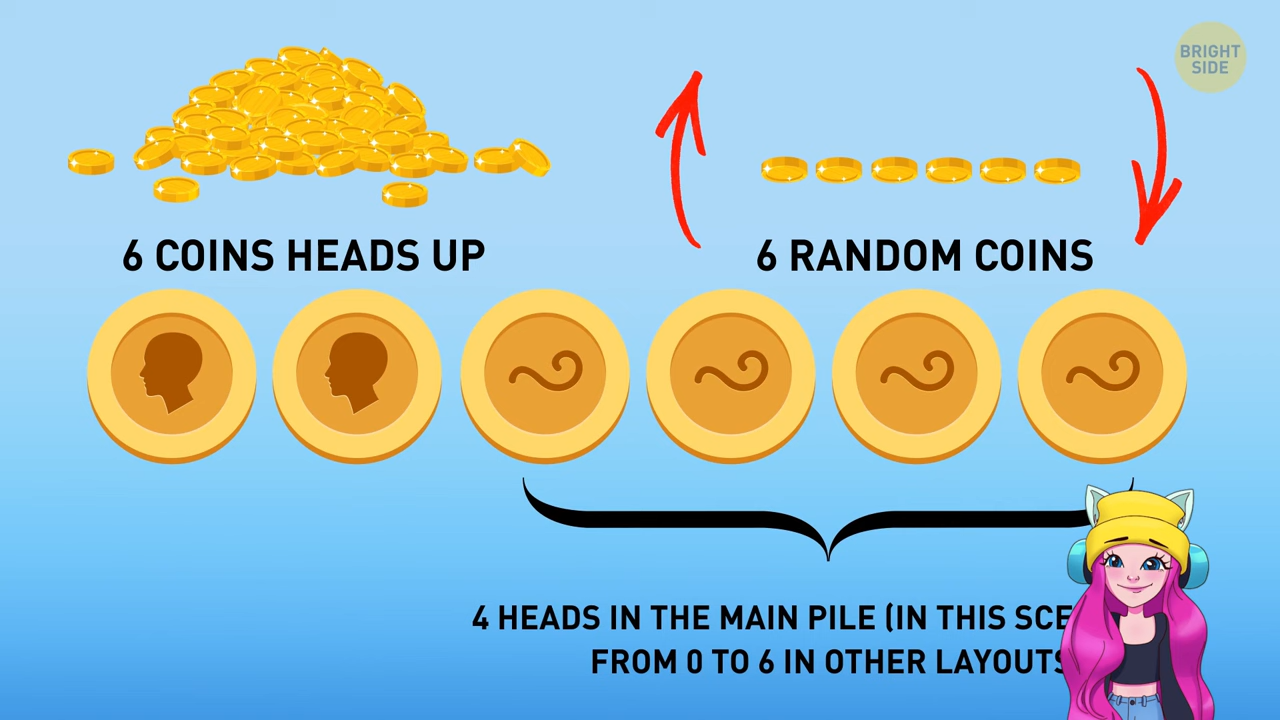 BRIGHT
SIDE
6 COINS HEADS UP
6 RANDOM COINS
4 HEADS IN THE MAIN PILE (IN THIS
FROM 0 TO 6 IN OTHER LAYOUTS